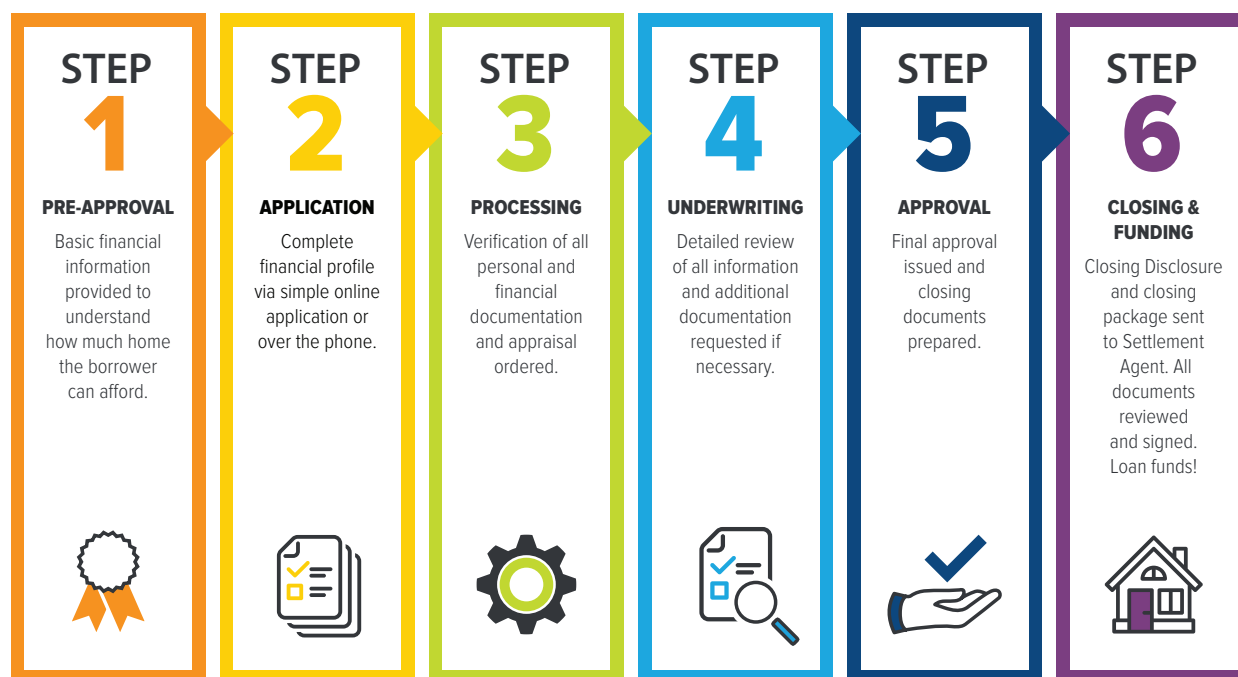 STEP
1
PRE-APPROVAL
Basic financial
information
provided to
understand
how much home
the borrower
can afford.
STEP
2
APPLICATION
Complete
financial profile
via simple online
application or
over the phone.
STEP
3
PROCESSING
Verification of all
personal and
financial
documentation
and appraisal
ordered.
STEP
4
UNDERWRITING
Detailed review
of all information
and additional
documentation
requested if
necessary.
STEP
5
APPROVAL
Final approval
issued and
closing
documents
prepared.
STEP
6
CLOSING &
FUNDING
Closing Disclosure
and closing
package sent
to Settlement
Agent. All
documents
reviewed
and signed.
Loan funds!